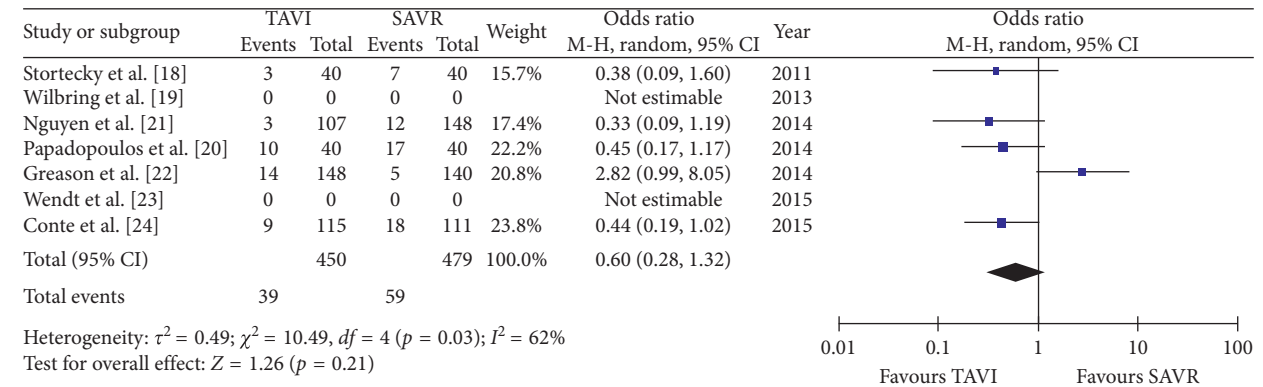 Study or subgroup TAVI SAVR Weight Odds ratio Year Odds ratio
Events Total Events Total M-H, random, 95% CI M-H, random, 95% CI
Stortecky et al. [18] 3 40 7 40 15.7% 0.38 (0.09, 1.60) 2011
Wilbring et al. [19] 0 0 0 0 Not estimable 2013
Nguyen et al. [21] 3 107 12 148 17.4% 0.33 (0.09, 1.19) 2014
Papadopoulos et al. [20] 10 40 17 40 22.2% 0.45 (0.17, 1.17) 2014
Greason et al. [22] 14 148 5 140 20.8% 2.82 (0.99, 8.05) 2014
Wendt et al. [23] 0 0 0 0 Not estimable 2015
Conte et al. [24] 9 115 18 111 23.8% 0.44 (0.19, 1.02) 2015
Total (95% CI) 450 479 100.0% 0.60 (0.28, 1.32)
Total events 39 59
Heterogeneity: τ² = 0.49; χ² = 10.49, df = 4 (p = 0.03); I² = 62%
Test for overall effect: Z = 1.26 (p = 0.21)
0.01 0.1 1 10 100
Favours TAVI Favours SAVR